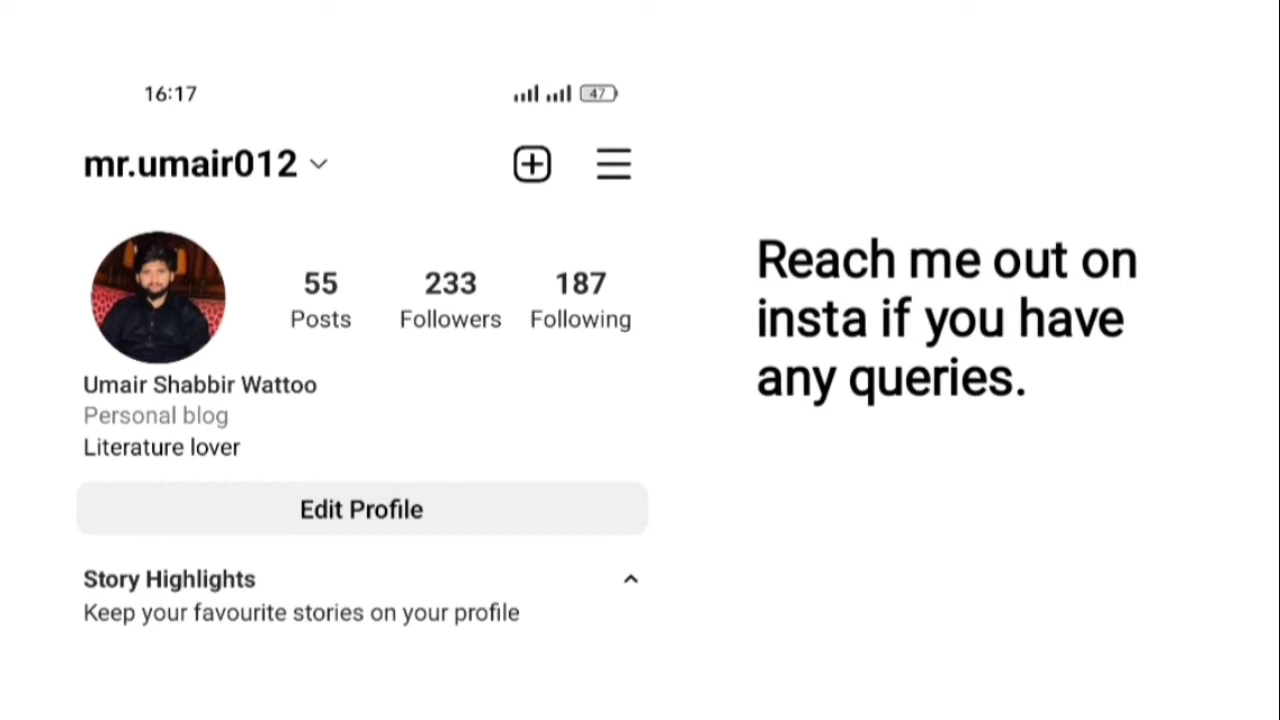 16:17
47
mr.umair012
55
233
187
Posts
Followers
Following
Umair Shabbir Wattoo
Personal blog
Literature lover
Edit Profile
Story Highlights
Keep your favourite stories on your profile
Reach me out on
insta if you have
any queries.